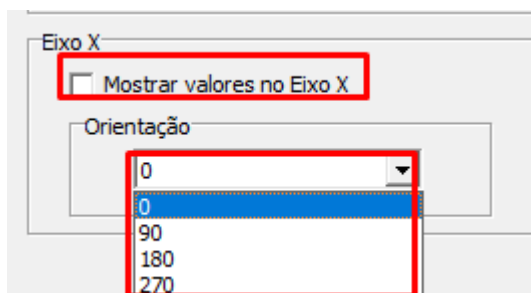 Eixo X
Mostrar valores no Eixo X
Orientação
0
0
90
180
270